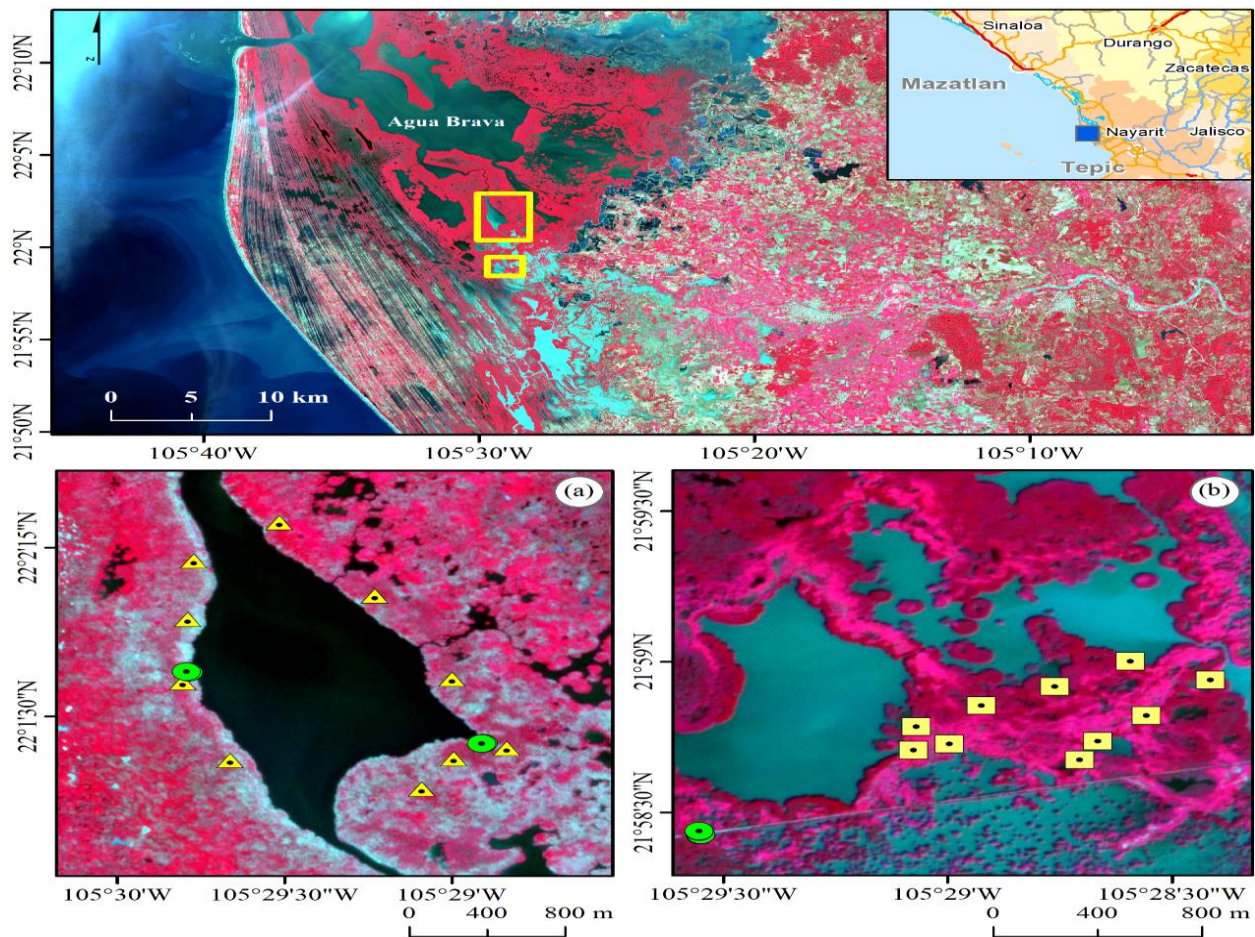 22°10'N
22°5'N
22°N
21°55'N
21°50'N
z
Agua Brava
0 5 10 km
Sinaloa
Durango
Zacatecas
Mazatlan
Nayarit
Jalisco
Tepic
105°40'W 105°30'W 105°20'W 105°10'W
(a)
22°2'15"N
22°1'30"N
105°30'W 105°29'30"W 105°29'W
0 400 800 m
(b)
21°59'30"N
21°59'N
21°58'30"N
105°29'30"W 105°29'W 105°28'30"W
0 400 800 m